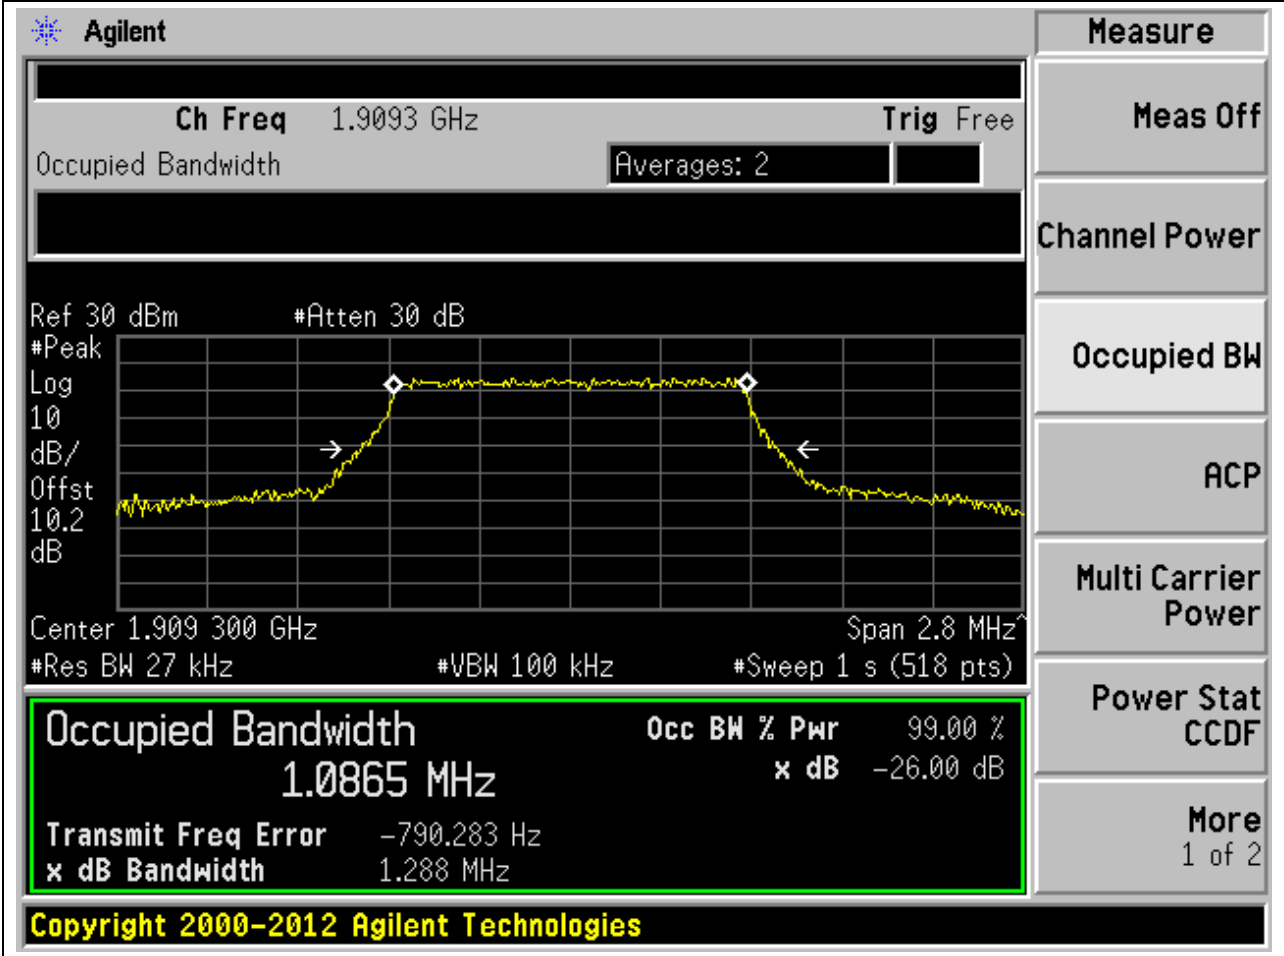 Agilent
Measure
Ch Freq 1.9093 GHz Trig Free
Occupied Bandwidth Averages: 2
Meas Off
Channel Power
Occupied BW
ACP
Multi Carrier
Power
Power Stat
CCDF
More
1 of 2
Ref 30 dBm #Atten 30 dB
#Peak
Log
10
dB/
Offst
10.2
dB
Center 1.909 300 GHz Span 2.8 MHz^
#Res BW 27 kHz #VBW 100 kHz #Sweep 1 s (518 pts)
Occupied Bandwidth Occ BW % Pwr 99.00 %
1.0865 MHz x dB -26.00 dB
Transmit Freq Error -790.283 Hz
x dB Bandwidth 1.288 MHz
Copyright 2000-2012 Agilent Technologies